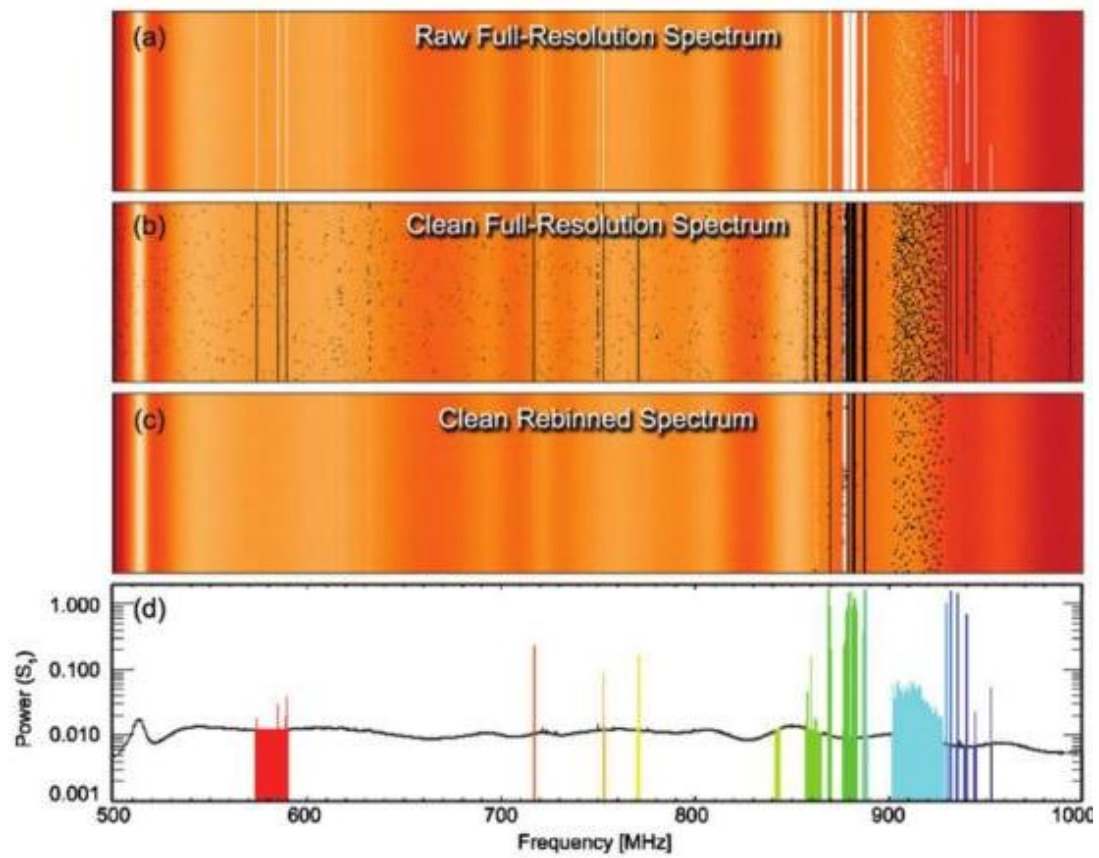 (a)
Raw Full-Resolution Spectrum
(b)
Clean Full-Resolution Spectrum
(c)
Clean Rebinned Spectrum
(d)
1.000
0.100
0.010
0.001
Power (S₁)
500 600 700 800 900 1000
Frequency [MHz]